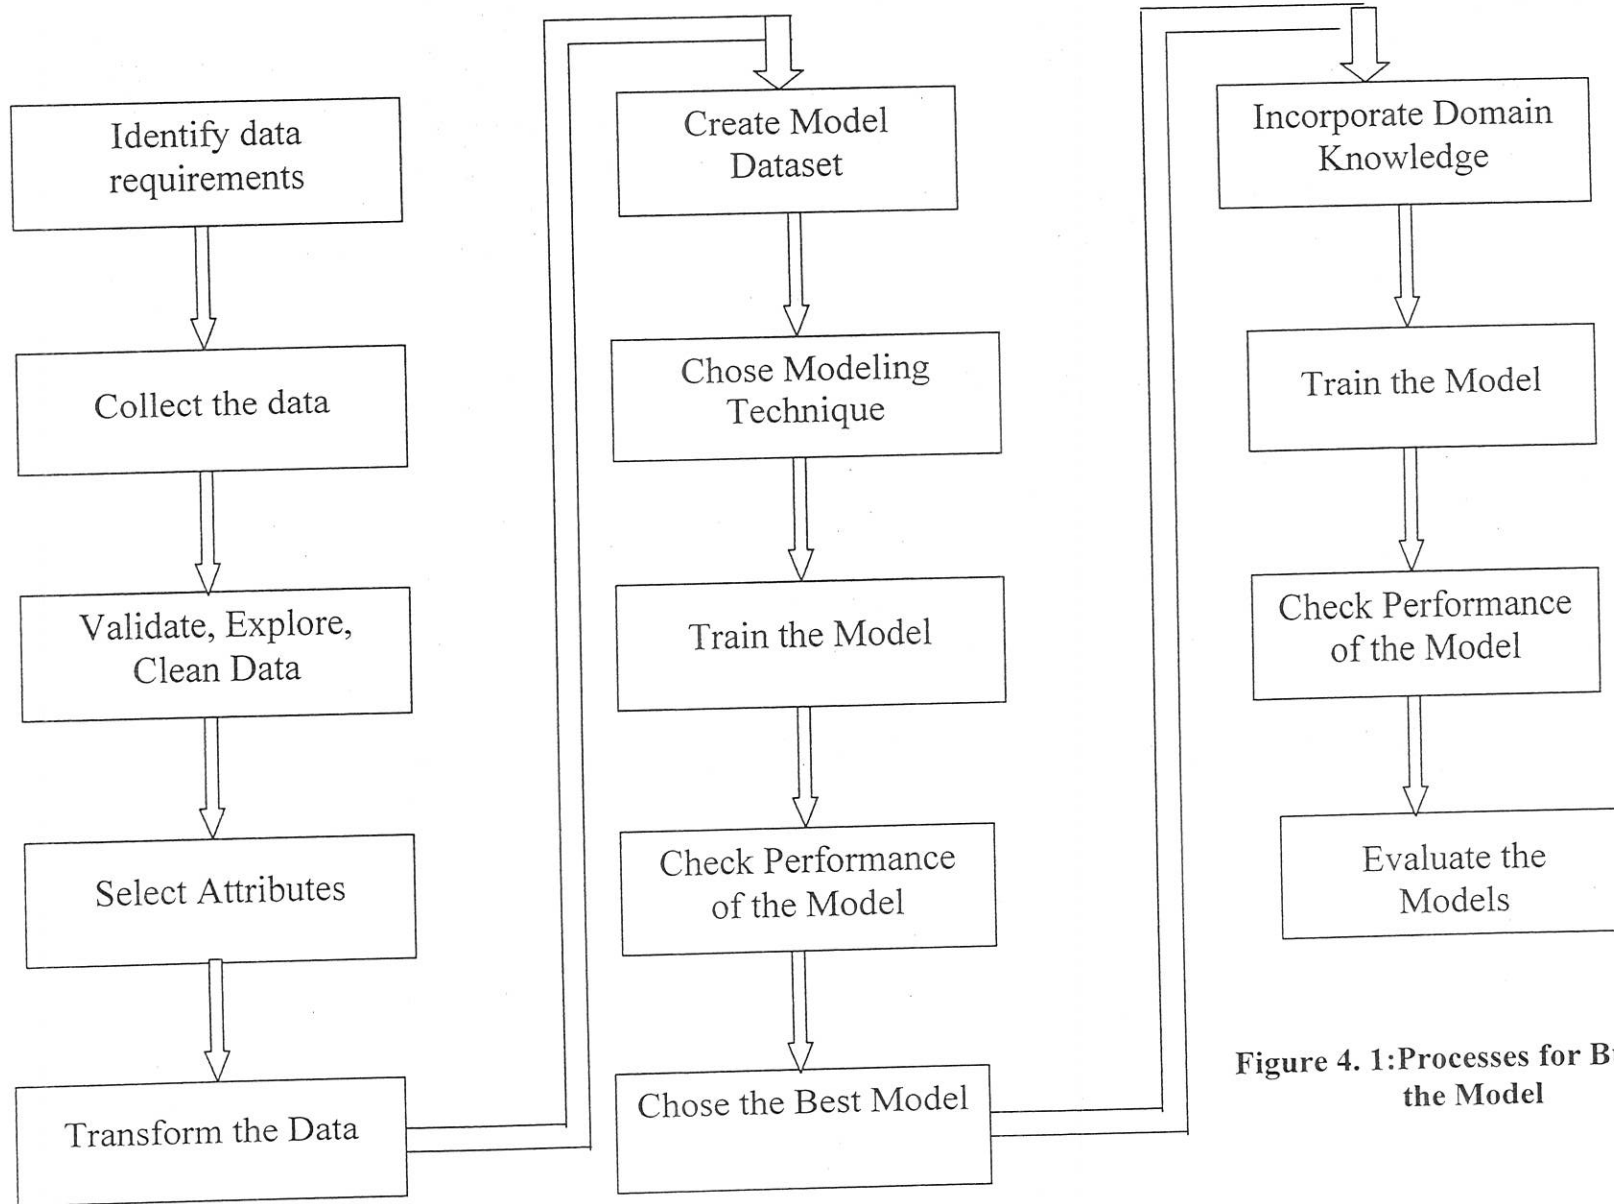 Identify data
requirements
Collect the data
Validate, Explore,
Clean Data
Select Attributes
Transform the Data
Create Model
Dataset
Chose Modeling
Technique
Train the Model
Check Performance
of the Model
Chose the Best Model
Incorporate Domain
Knowledge
Train the Model
Check Performance
of the Model
Evaluate the
Models
Figure 4. 1:Processes for
the Model